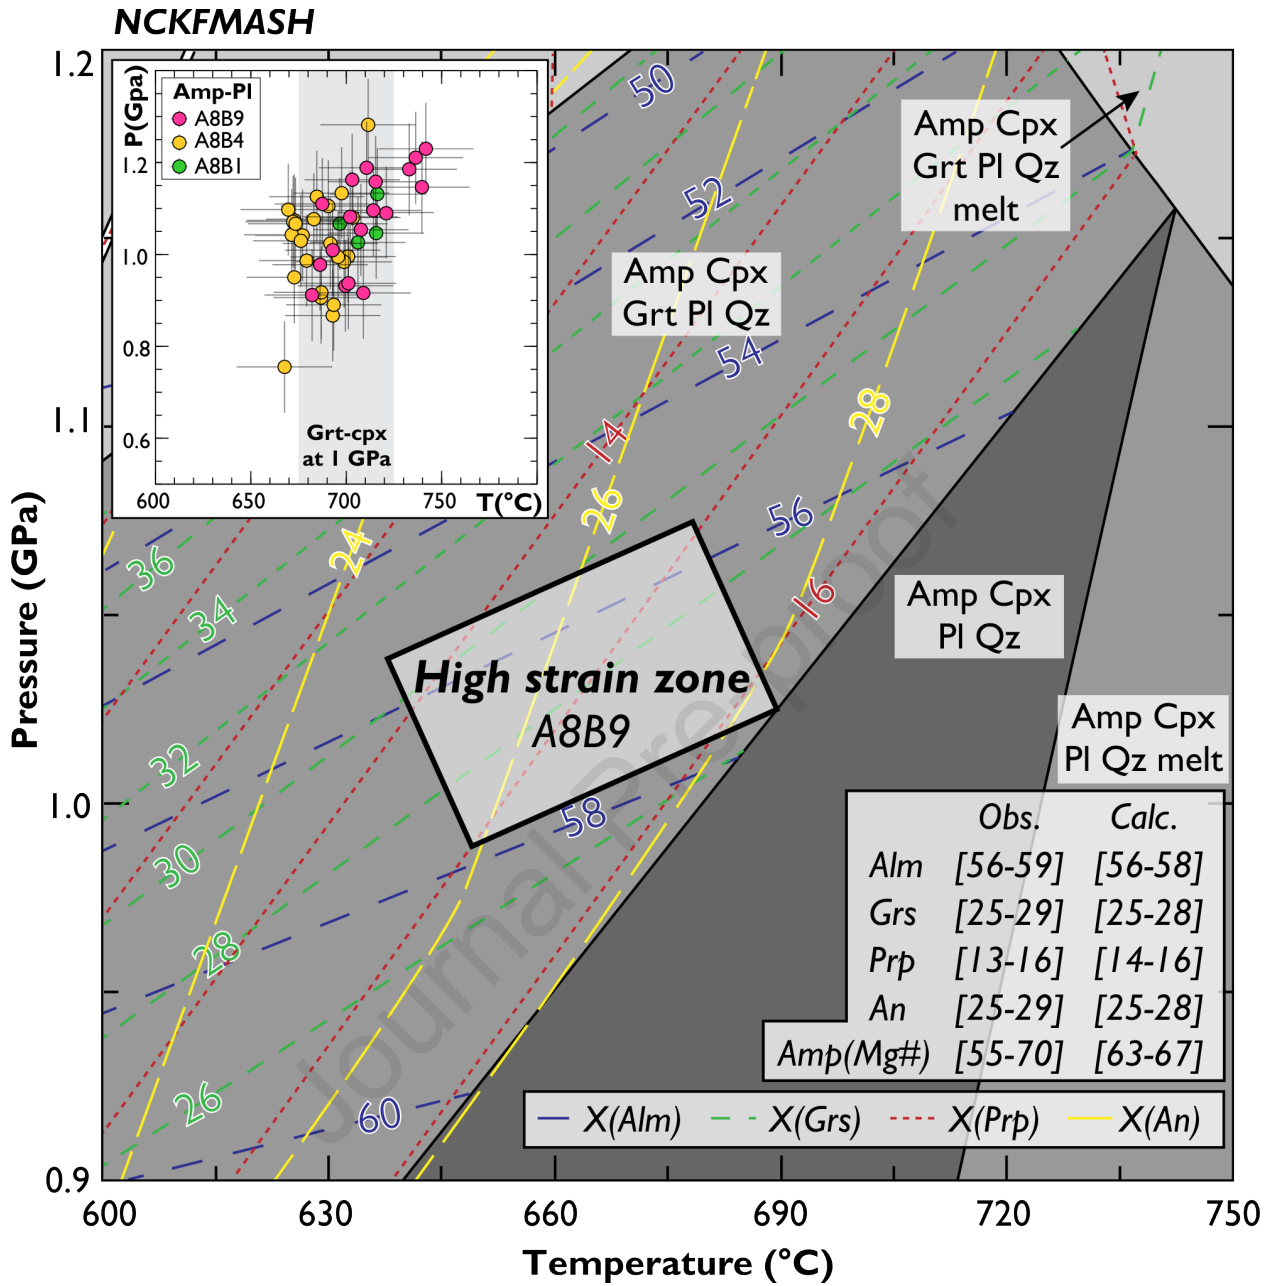 NCKFMASH
1.2
1.1
1.0
0.9
Pressure (GPa)
600
630
660
690
720
750
Temperature (°C)
P(Gpa)
Amp-Pl
A8B9
A8B4
A8B1
1.2
1.0
0.8
0.6
Grt-cpx
at 1 GPa
600
650
700
750
T(°C)
50
52
54
56
58
60
36
34
32
30
28
26
24
26
28
14
16
Amp Cpx
Grt Pl Qz
melt
Amp Cpx
Grt Pl Qz
Amp Cpx
Pl Qz
Amp Cpx
Pl Qz melt
High strain zone
A8B9
Journal Pre-proof
Obs. Calc.
Alm [56-59] [56-58]
Grs [25-29] [25-28]
Prp [13-16] [14-16]
An [25-29] [25-28]
Amp(Mg#) [55-70] [63-67]
X(Alm) X(Grs) X(Prp) X(An)